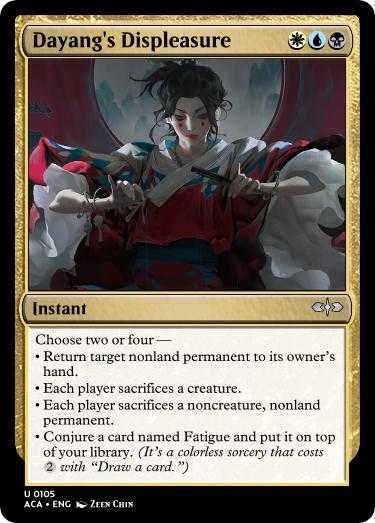 Dayang's Displeasure
Instant
Choose two or four —
• Return target nonland permanent to its owner's
hand.
• Each player sacrifices a creature.
• Each player sacrifices a noncreature, nonland
permanent.
• Conjure a card named Fatigue and put it on top
of your library. (It's a colorless sorcery that costs
2 with “Draw a card.”)
U 0105
ACA • ENG Zeen Chin